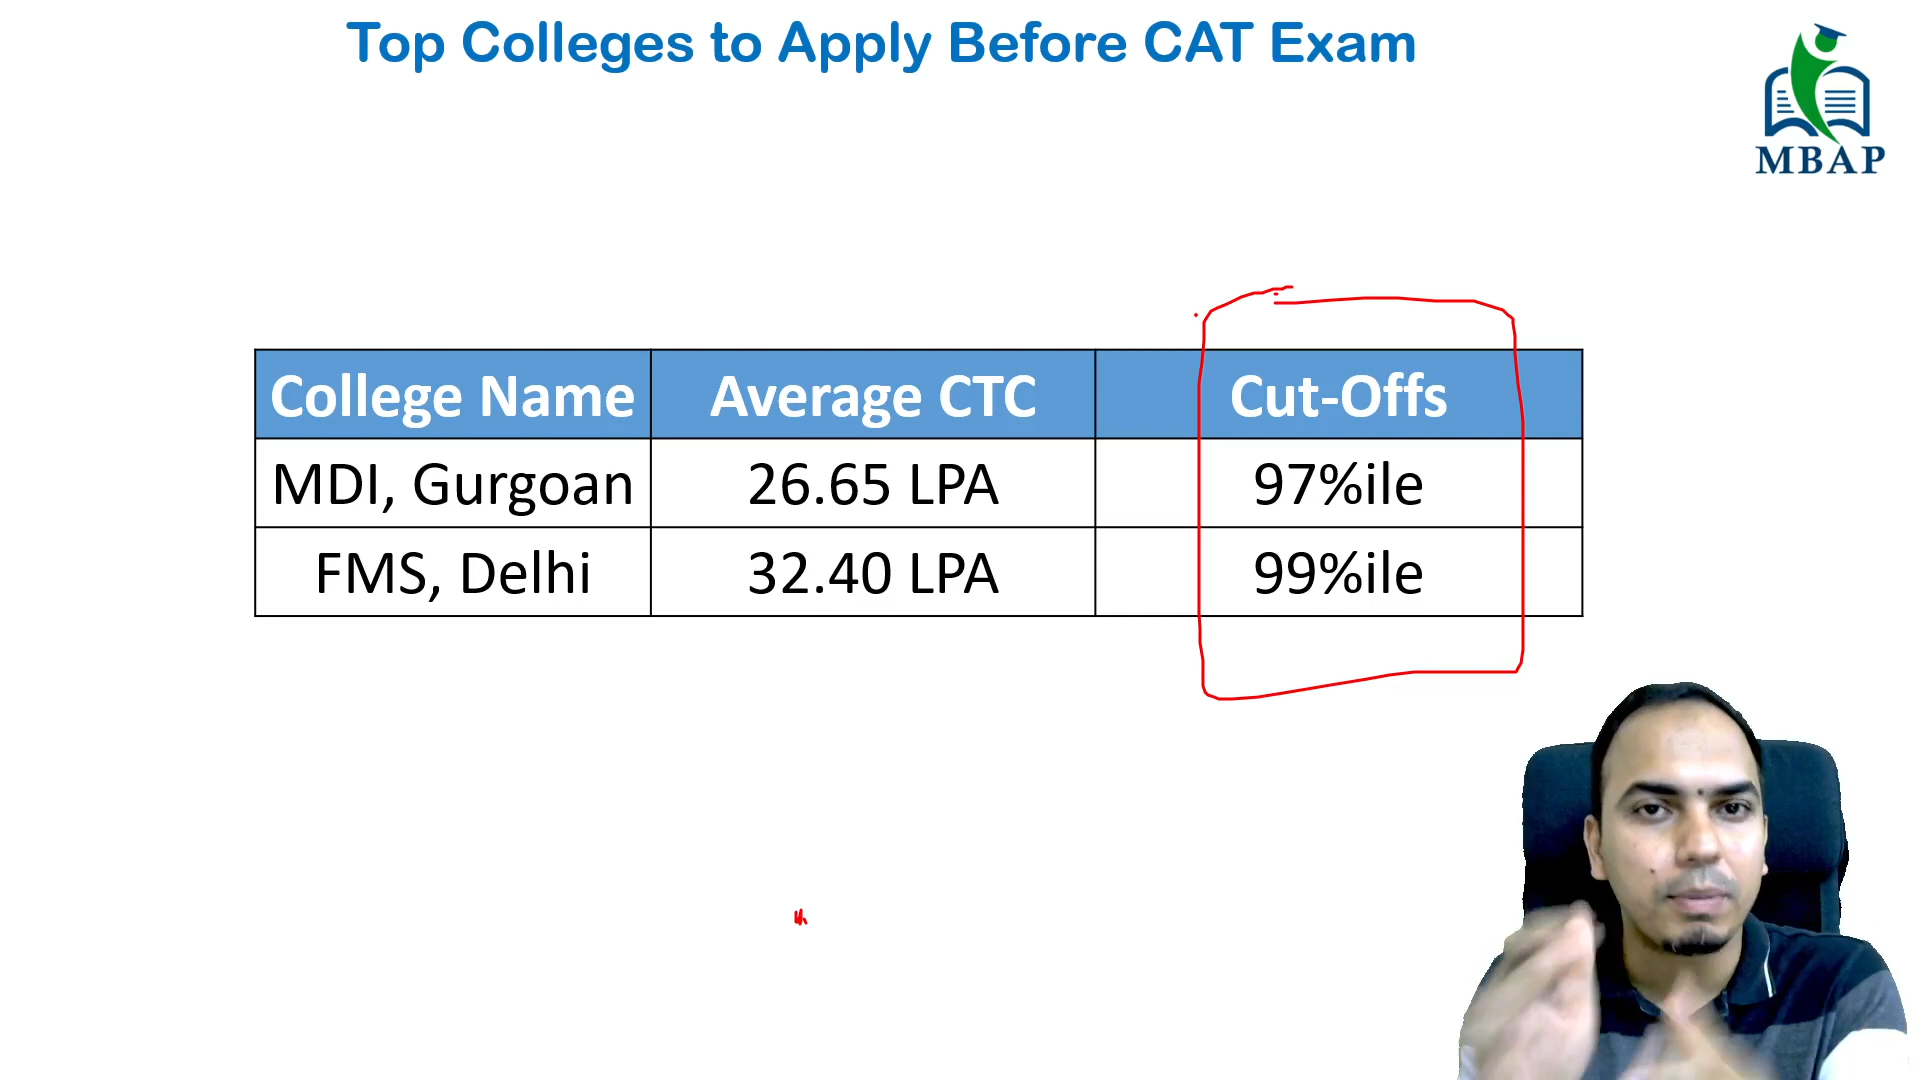 Top Colleges to Apply Before CAT Exam
MBAP
College Name Average CTC Cut-Offs
MDI, Gurgoan 26.65 LPA 97%ile
FMS, Delhi 32.40 LPA 99%ile